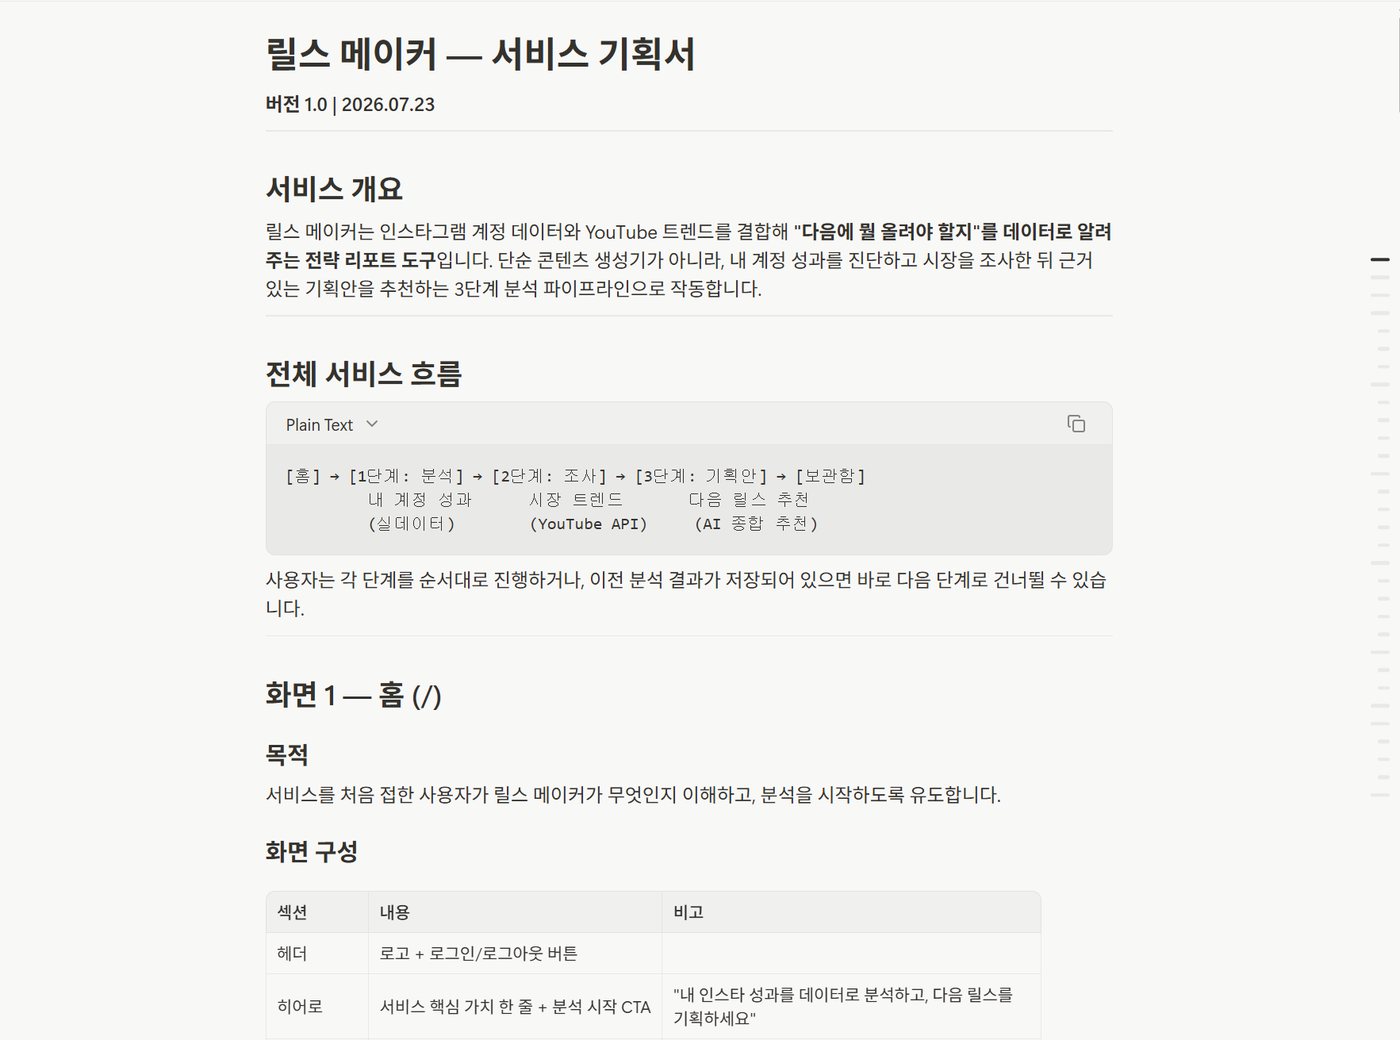 릴스 메이커 — 서비스 기획서
버전 1.0 | 2026.07.23
서비스 개요
릴스 메이커는 인스타그램 계정 데이터와 YouTube 트렌드를 결합해 "다음에 뭘 올려야 할지"를 데이터로 알려
주는 전략 리포트 도구입니다. 단순 콘텐츠 생성기가 아니라, 내 계정 성과를 진단하고 시장을 조사한 뒤 근거
있는 기획안을 추천하는 3단계 분석 파이프라인으로 작동합니다.
전체 서비스 흐름
Plain Text
[홈] → [1단계: 분석] → [2단계: 조사] → [3단계: 기획안] → [보관함]
내 계정 성과 시장 트렌드 다음 릴스 추천
(실데이터) (YouTube API) (AI 종합 추천)
사용자는 각 단계를 순서대로 진행하거나, 이전 분석 결과가 저장되어 있으면 바로 다음 단계로 건너뛸 수 있습
니다.
화면 1 — 홈 (/)
목적
서비스를 처음 접한 사용자가 릴스 메이커가 무엇인지 이해하고, 분석을 시작하도록 유도합니다.
화면 구성
섹션 내용 비고
헤더 로고 + 로그인/로그아웃 버튼
히어로 서비스 핵심 가치 한 줄 + 분석 시작 CTA "내 인스타 성과를 데이터로 분석하고, 다음 릴스를
기획하세요"